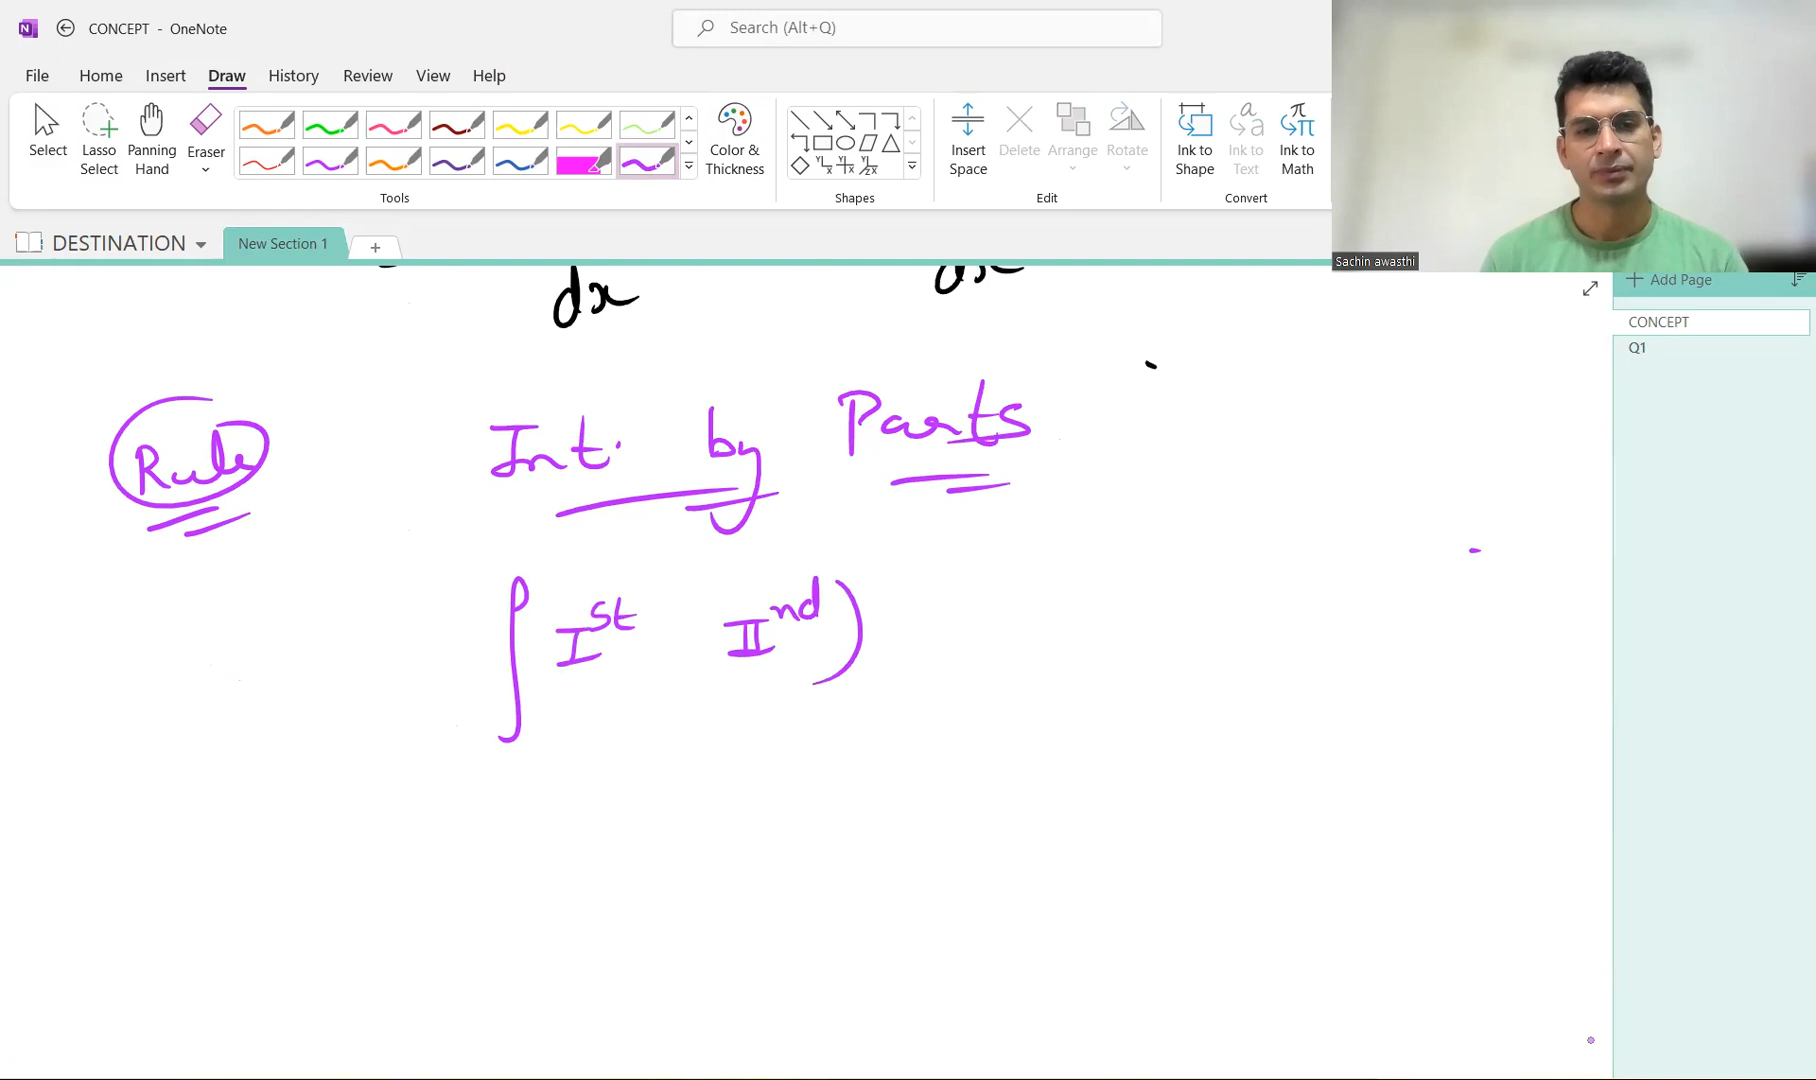 CONCEPT - OneNote
Search (Alt+Q)
File Home Insert Draw History Review View Help
Select
Lasso Select
Panning Hand
Eraser
Color & Thickness
Insert Space
Delete
Arrange
Rotate
Ink to Shape
Ink to Text
Ink to Math
Tools
Shapes
Edit
Convert
Sachin awasthi
DESTINATION
New Section 1
Add Page
CONCEPT
Q1
dx dx
Rule Int. by Parts
∫ Iˢᵗ IIⁿᵈ)